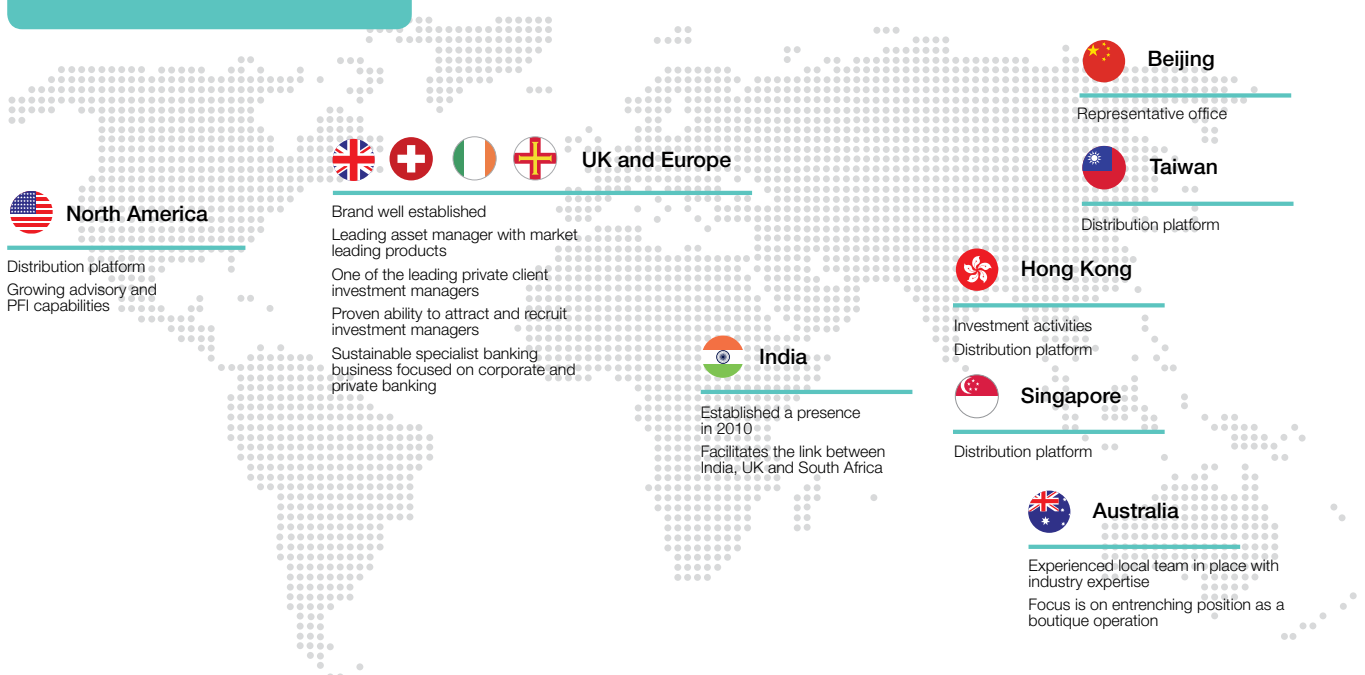 North America
Distribution platform
Growing advisory and
PFI capabilities
UK and Europe
Brand well established
Leading asset manager with market
leading products
One of the leading private client
investment managers
Proven ability to attract and recruit
investment managers
Sustainable specialist banking
business focused on corporate and
private banking
India
Established a presence
in 2010
Facilitates the link between
India, UK and South Africa
Beijing
Representative office
Taiwan
Distribution platform
Hong Kong
Investment activities
Distribution platform
Singapore
Distribution platform
Australia
Experienced local team in place with
industry expertise
Focus is on entrenching position as a
boutique operation